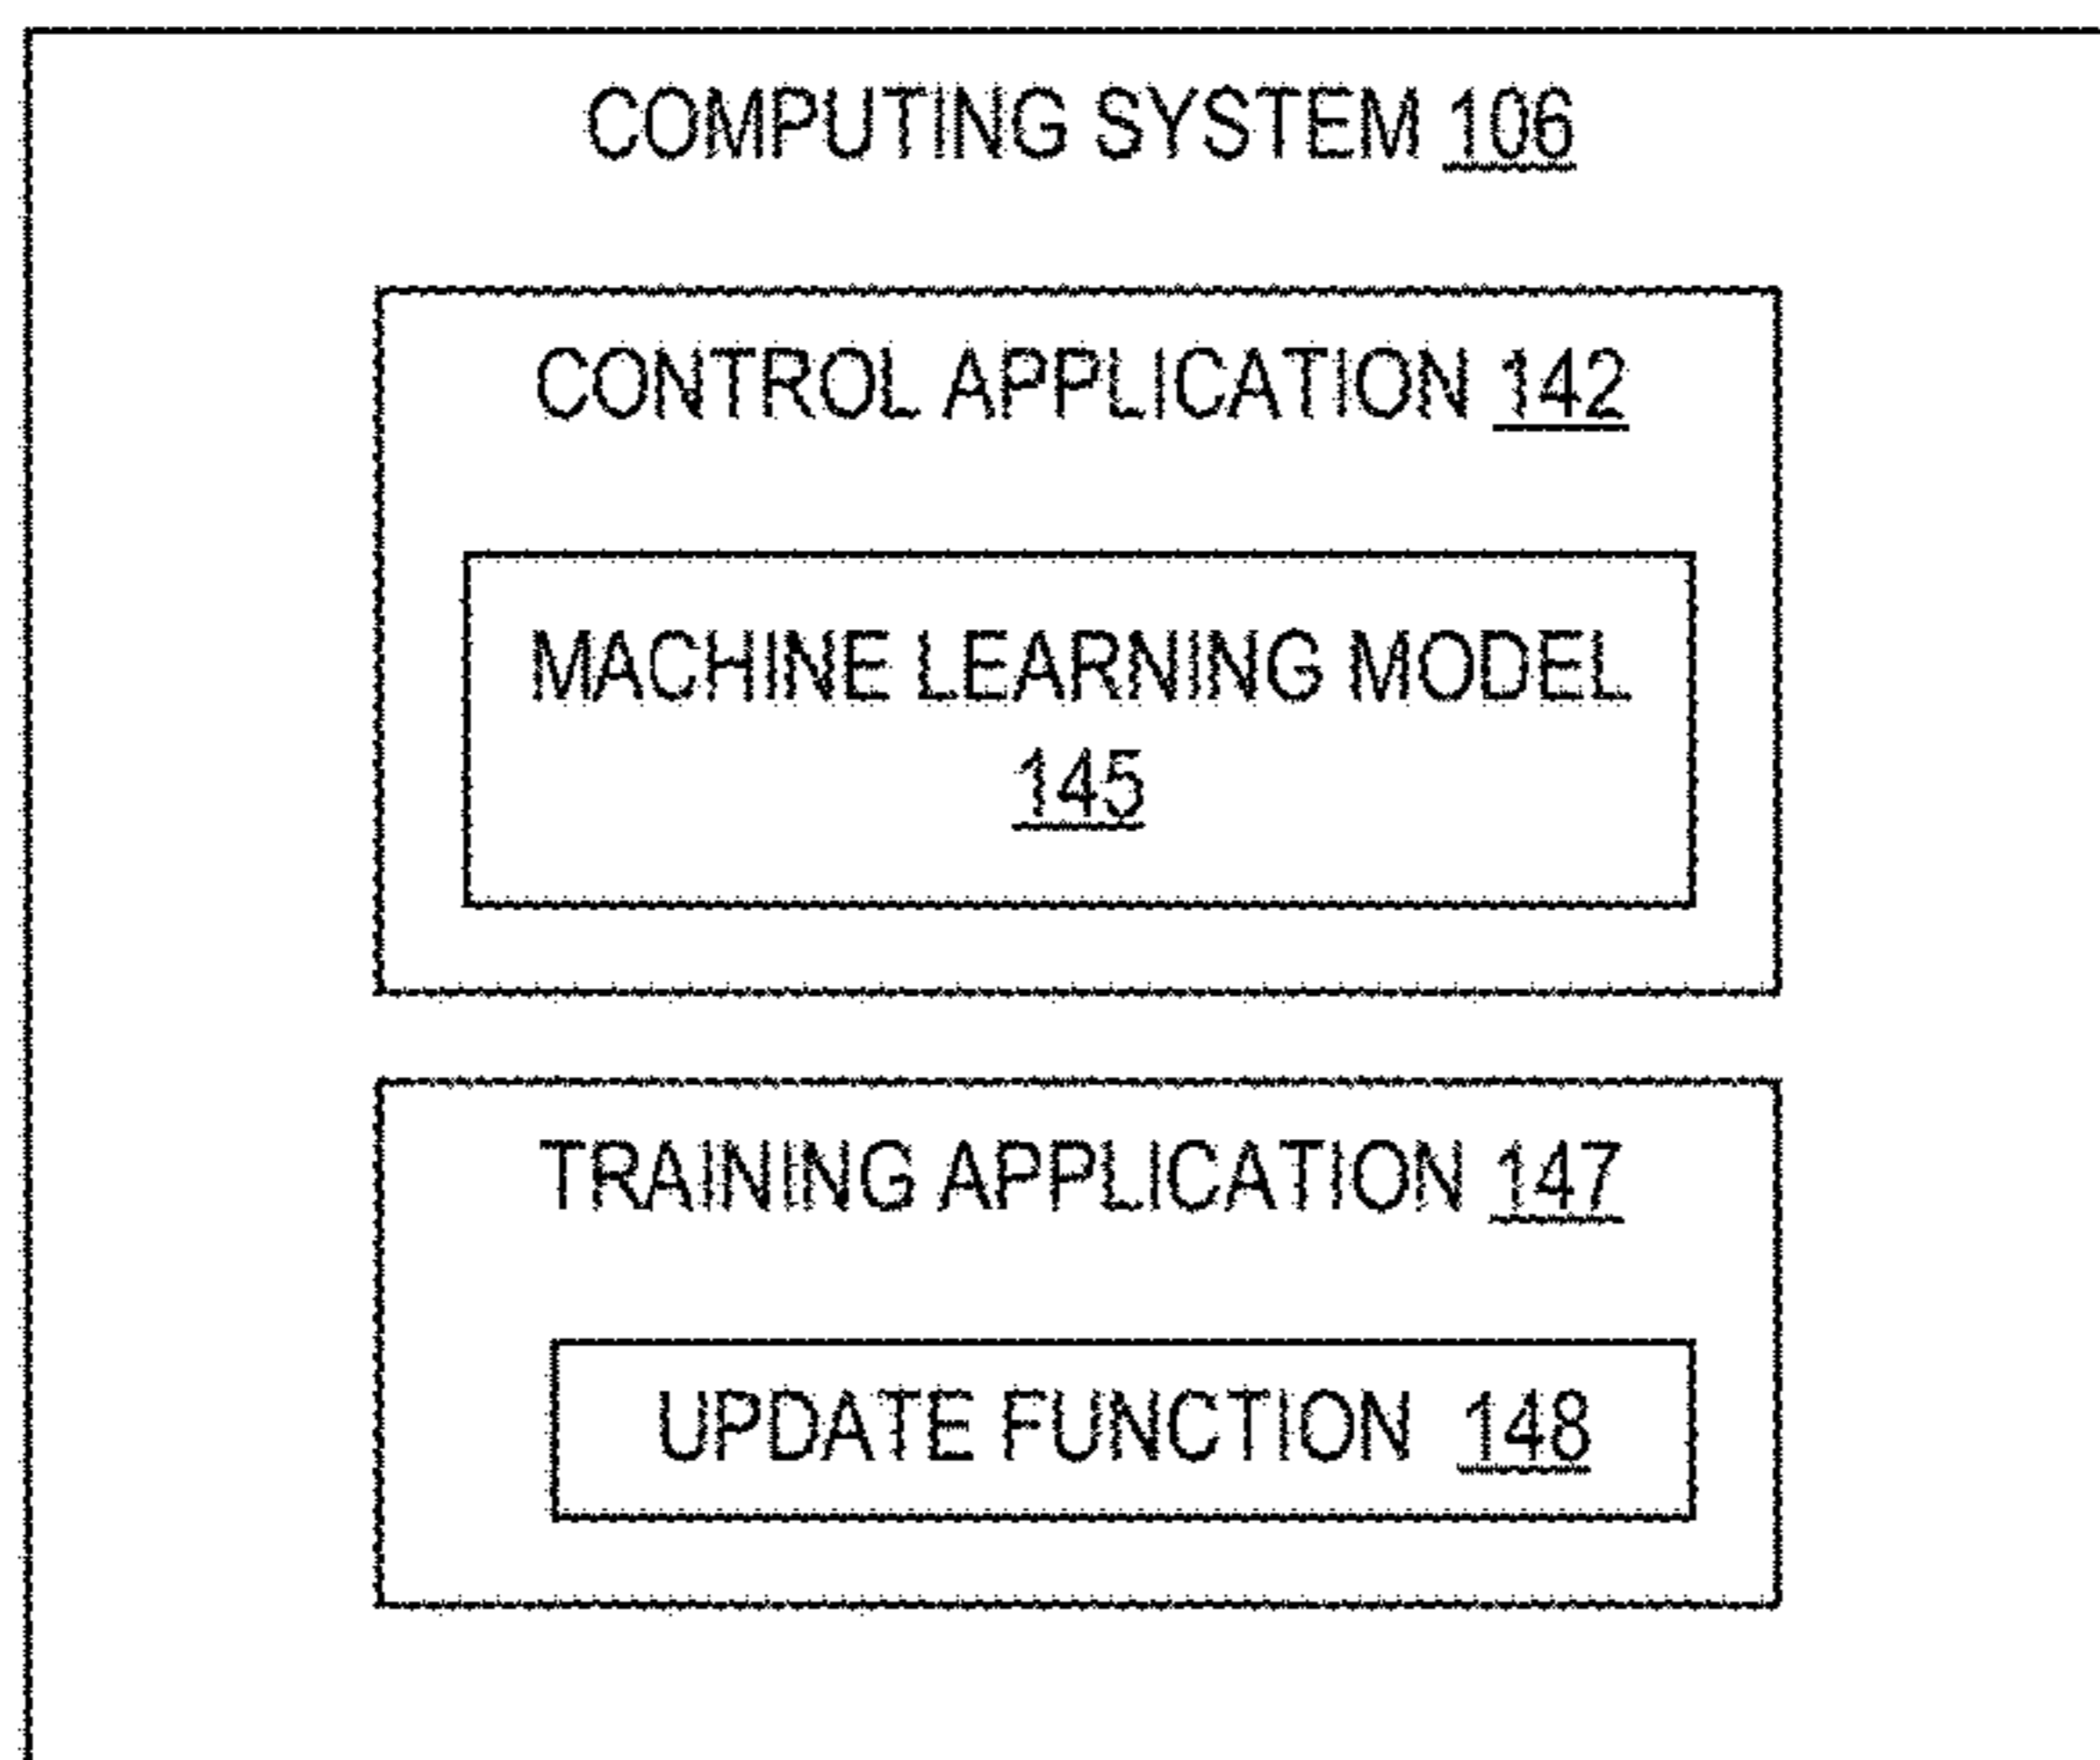 COMPUTING SYSTEM 106
CONTROL APPLICATION 142
MACHINE LEARNING MODEL
145
TRAINING APPLICATION 147
UPDATE FUNCTION 148